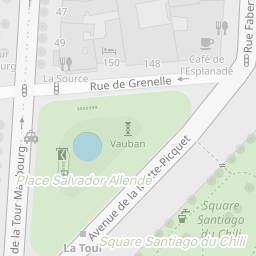 47
49
La Source
150
148
Café de
l'Esplanade
Rue Faber
Rue de Grenelle
Vauban
Place Salvador Allende
Avenue de la Motte-Picquet
de la Tour Maubourg
Square
Santiago
du Chili
La Tour
Square Santiago du Chili